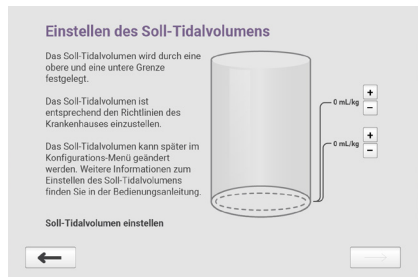 Einstellen des Soll-Tidalvolumens
Das Soll-Tidalvolumen wird durch eine
obere und eine untere Grenze
festgelegt.
Das Soll-Tidalvolumen ist
entsprechend den Richtlinien des
Krankenhauses einzustellen.
Das Soll-Tidalvolumen kann später im
Konfigurations-Menü geändert
werden. Weitere Informationen zum
Einstellen des Soll-Tidalvolumens
finden Sie in der Bedienungsanleitung.
Soll-Tidalvolumen einstellen
+
0 mL/kg
−
+
0 mL/kg
−